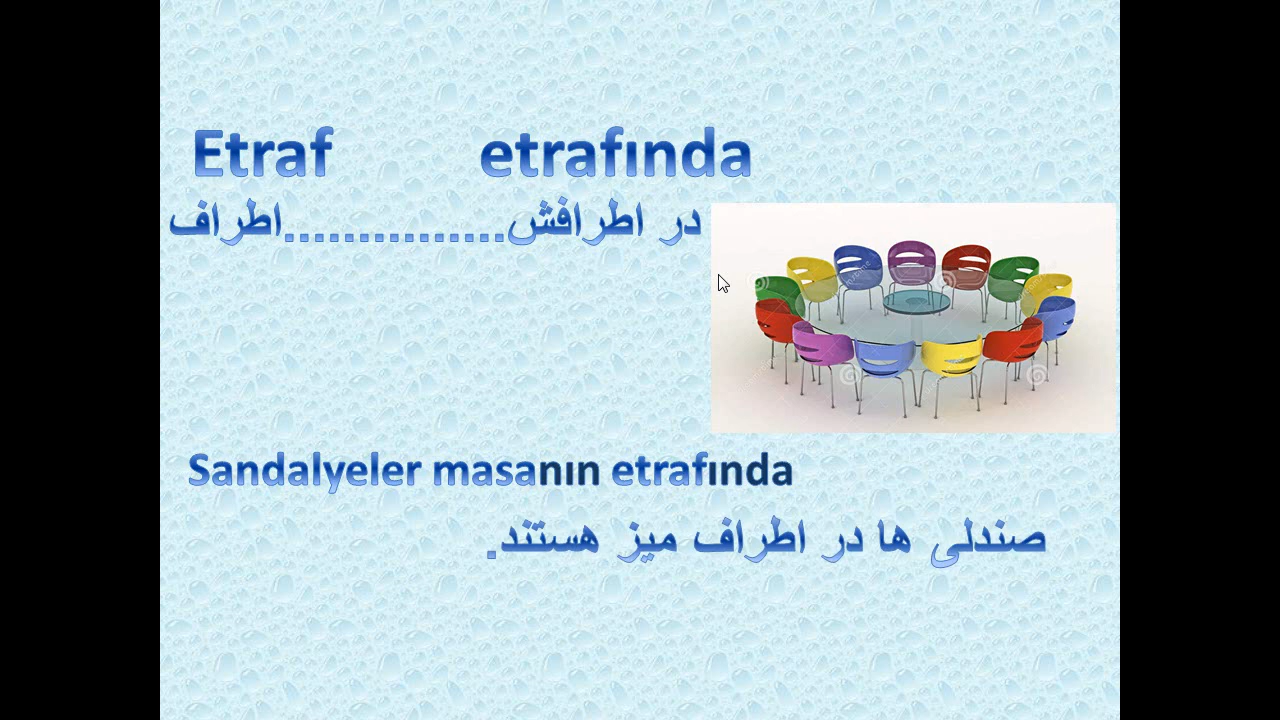 Etraf etrafında
در اطرافش...............اطراف
Sandalyeler masanın etrafında
صندلی ها در اطراف میز هستند.